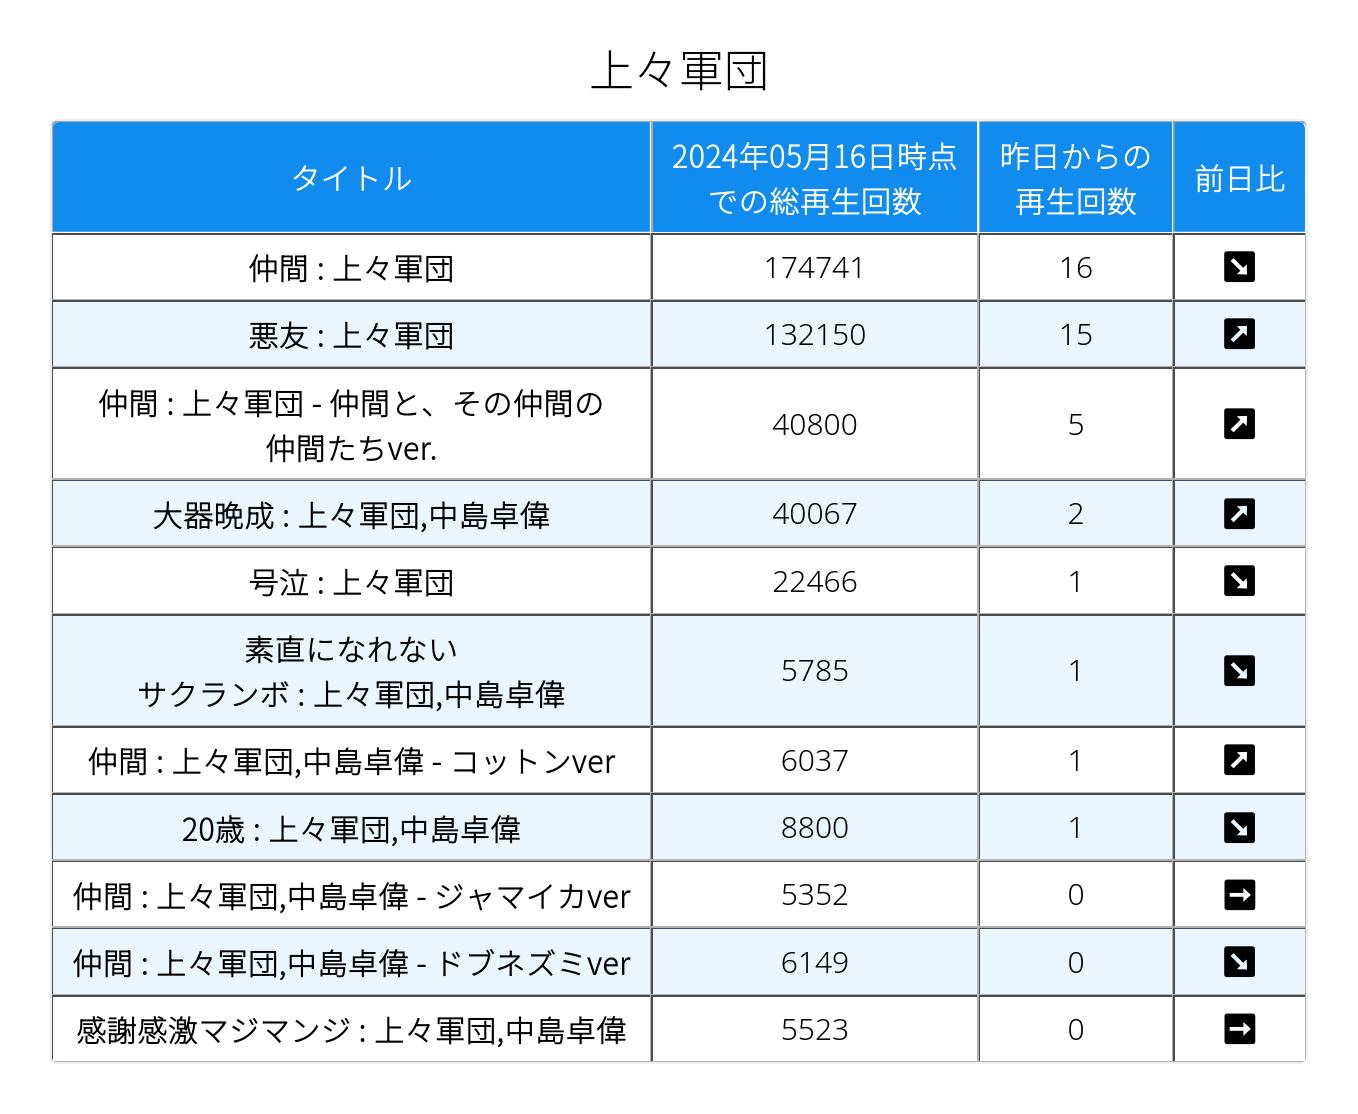 上々軍団
タイトル
2024年05月16日時点
での総再生回数
昨日からの
再生回数
前日比
仲間 : 上々軍団
174741
16
悪友 : 上々軍団
132150
15
仲間 : 上々軍団 - 仲間と、その仲間の
仲間たちver.
40800
5
大器晩成 : 上々軍団,中島卓偉
40067
2
号泣 : 上々軍団
22466
1
素直になれない
サクランボ : 上々軍団,中島卓偉
5785
1
仲間 : 上々軍団,中島卓偉 - コットンver
6037
1
20歳 : 上々軍団,中島卓偉
8800
1
仲間 : 上々軍団,中島卓偉 - ジャマイカver
5352
0
仲間 : 上々軍団,中島卓偉 - ドブネズミver
6149
0
感謝感激マジマンジ : 上々軍団,中島卓偉
5523
0